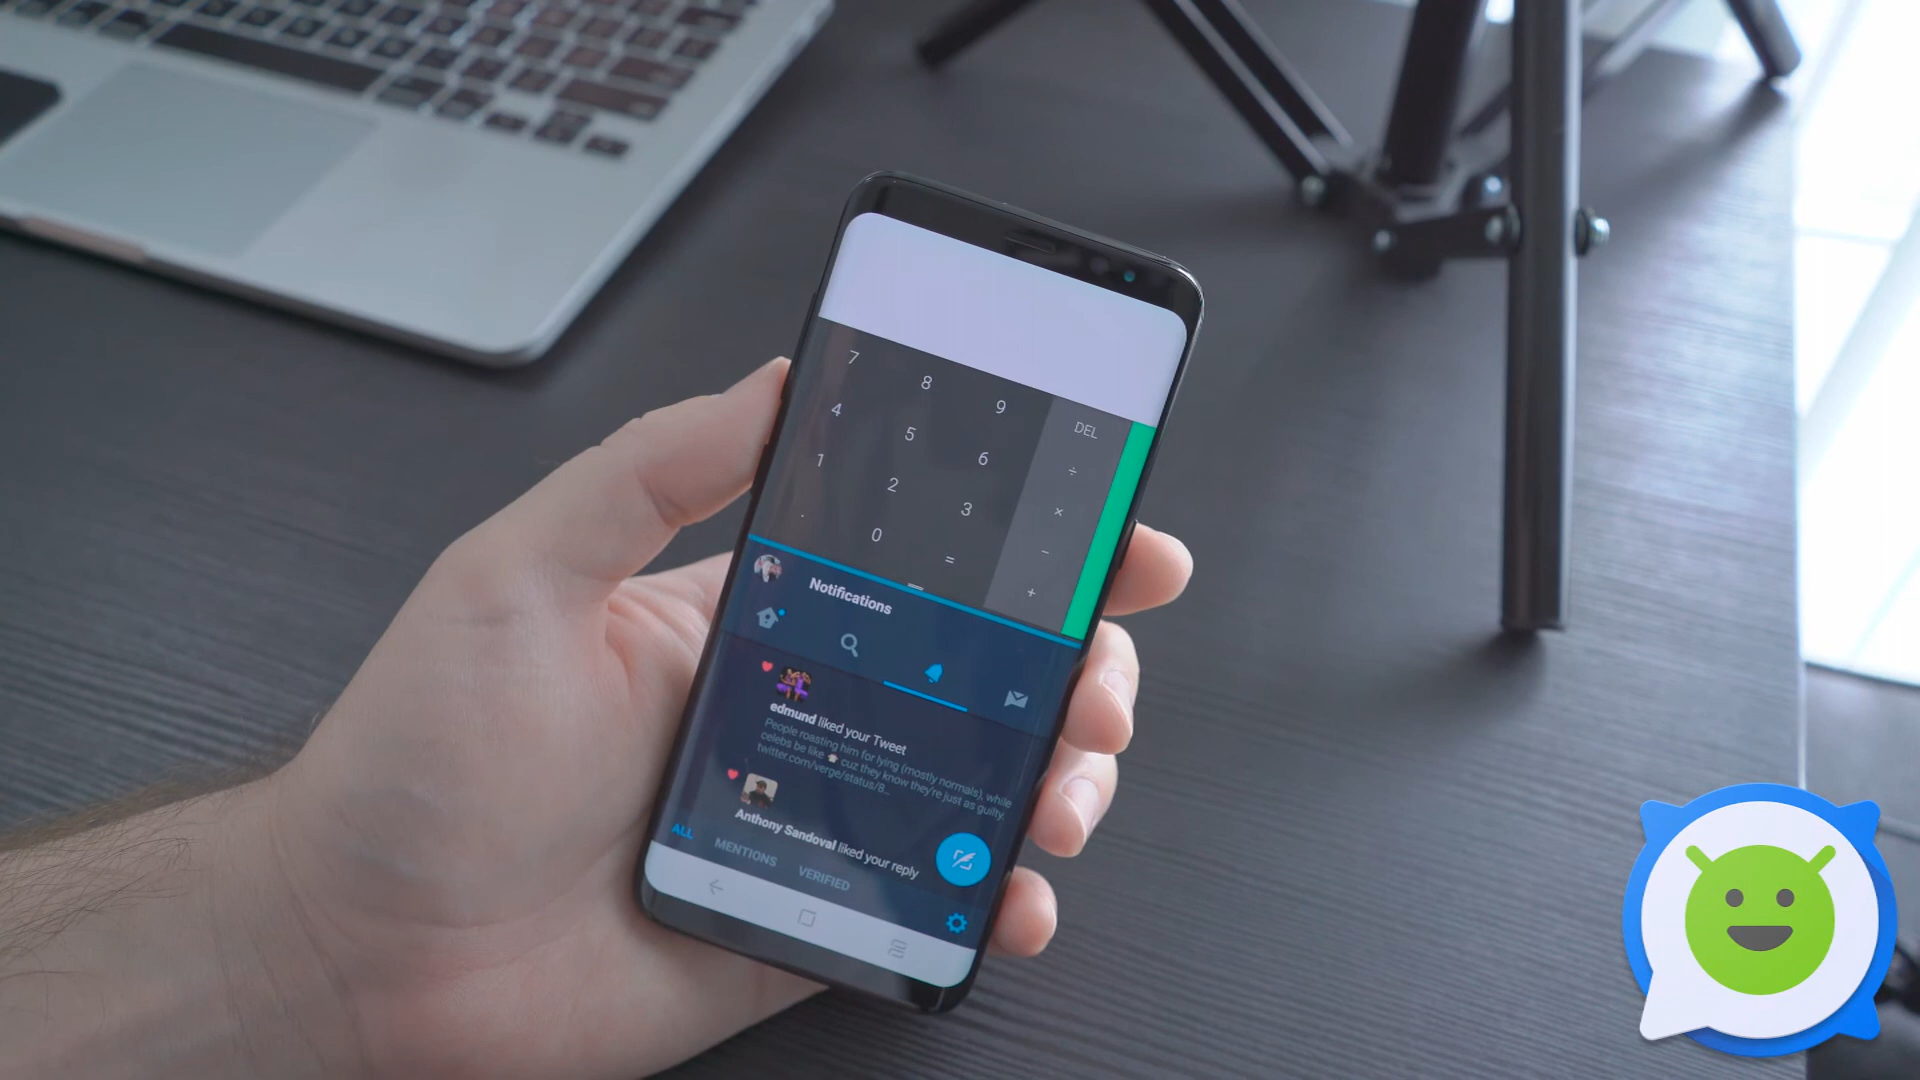 7 8 9 DEL
4 5 6 ÷
1 2 3 ×
. 0 = −
+
Notifications
edmund liked your Tweet
People roasting him for lying (mostly normals), while
celebs be like 🎓 cuz they know they're just as guilty.
twitter.com/verge/status/8...
Anthony Sandoval liked your reply
ALL MENTIONS VERIFIED